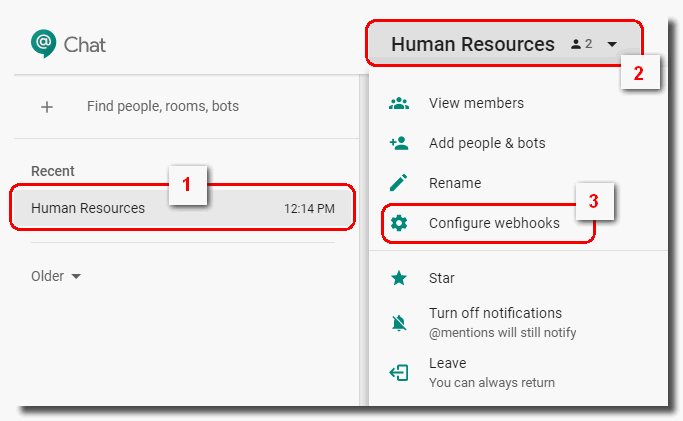 Chat
Find people, rooms, bots
Recent
1
Human Resources 12:14 PM
Older
Human Resources 2
2
View members
Add people & bots
Rename
3
Configure webhooks
Star
Turn off notifications
@mentions will still notify
Leave
You can always return